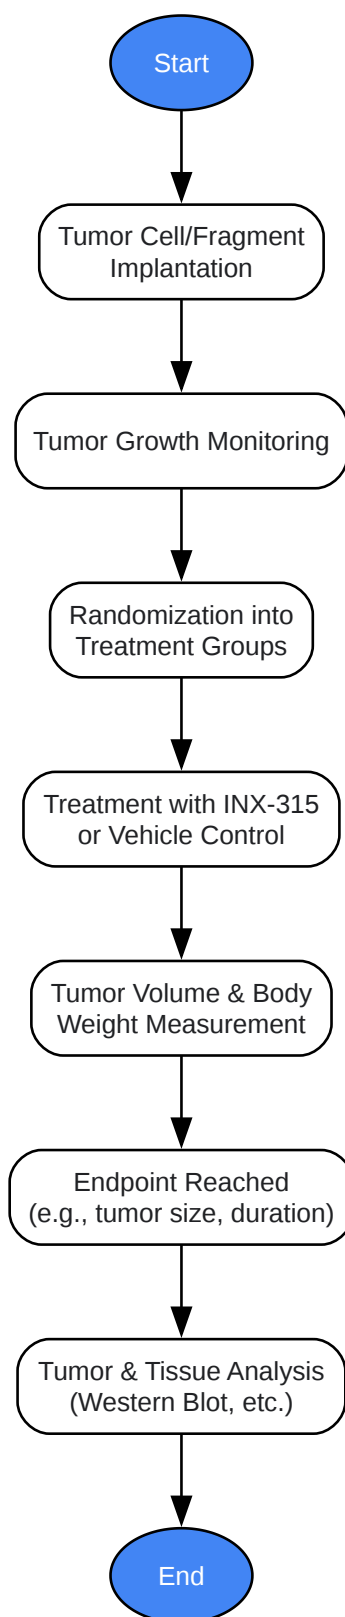 Start
Tumor Cell/Fragment
Implantation
Tumor Growth Monitoring
Randomization into
Treatment Groups
Treatment with INX-315
or Vehicle Control
Tumor Volume & Body
Weight Measurement
Endpoint Reached
(e.g., tumor size, duration)
Tumor & Tissue Analysis
(Western Blot, etc.)
End